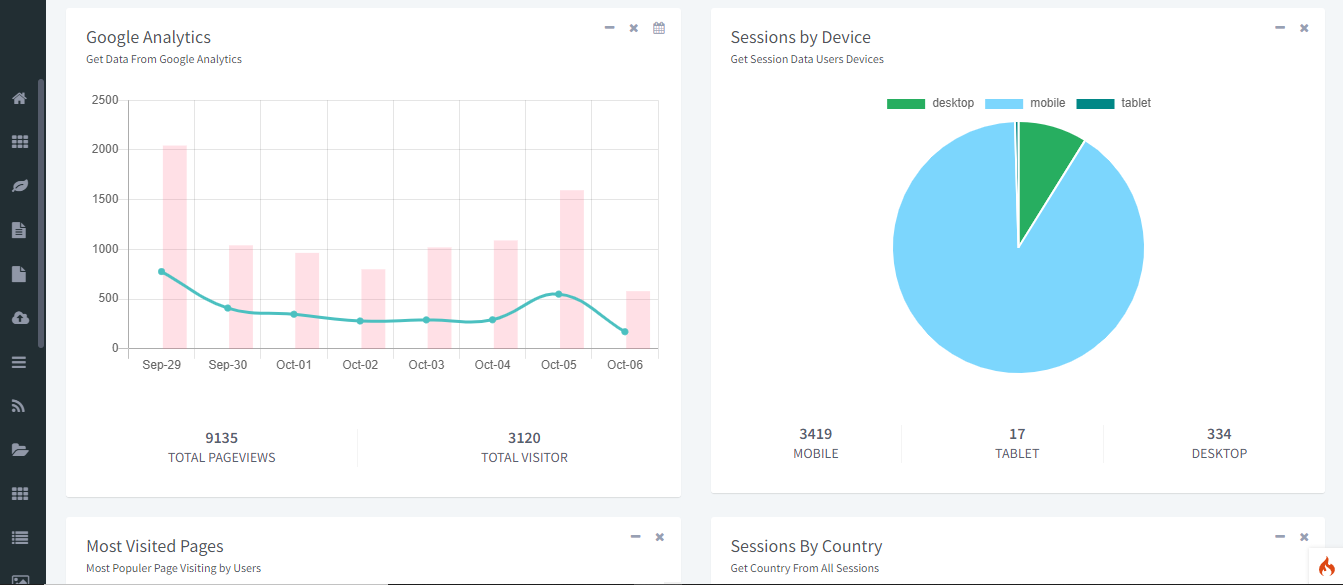 Google Analytics
Get Data From Google Analytics
2500
2000
1500
1000
500
0
Sep-29 Sep-30 Oct-01 Oct-02 Oct-03 Oct-04 Oct-05 Oct-06
9135 3120
TOTAL PAGEVIEWS TOTAL VISITOR
Sessions by Device
Get Session Data Users Devices
desktop mobile tablet
3419 17 334
MOBILE TABLET DESKTOP
Most Visited Pages
Most Populer Page Visiting by Users
Sessions By Country
Get Country From All Sessions